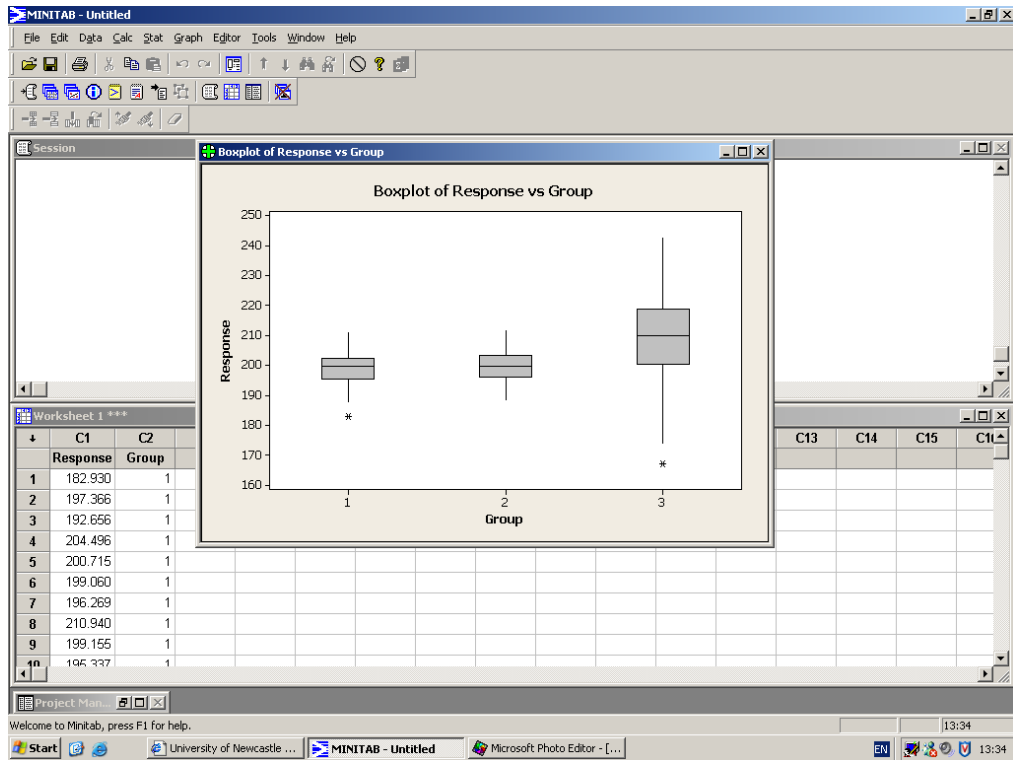 MINITAB - Untitled
File Edit Data Calc Stat Graph Editor Tools Window Help
Session
Boxplot of Response vs Group
Boxplot of Response vs Group
250
240
230
220
210
200
190
180
170
160
Response
1 2 3
Group
Worksheet 1 ***
C1 C2 C13 C14 C15
Response Group
1 182.930 1
2 197.366 1
3 192.656 1
4 204.496 1
5 200.715 1
6 199.060 1
7 196.269 1
8 210.940 1
9 199.155 1
10 195.337 1
Project Man...
Welcome to Minitab, press F1 for help.
13:34
Start University of Newcastle ... MINITAB - Untitled Microsoft Photo Editor - [... EN 13:34